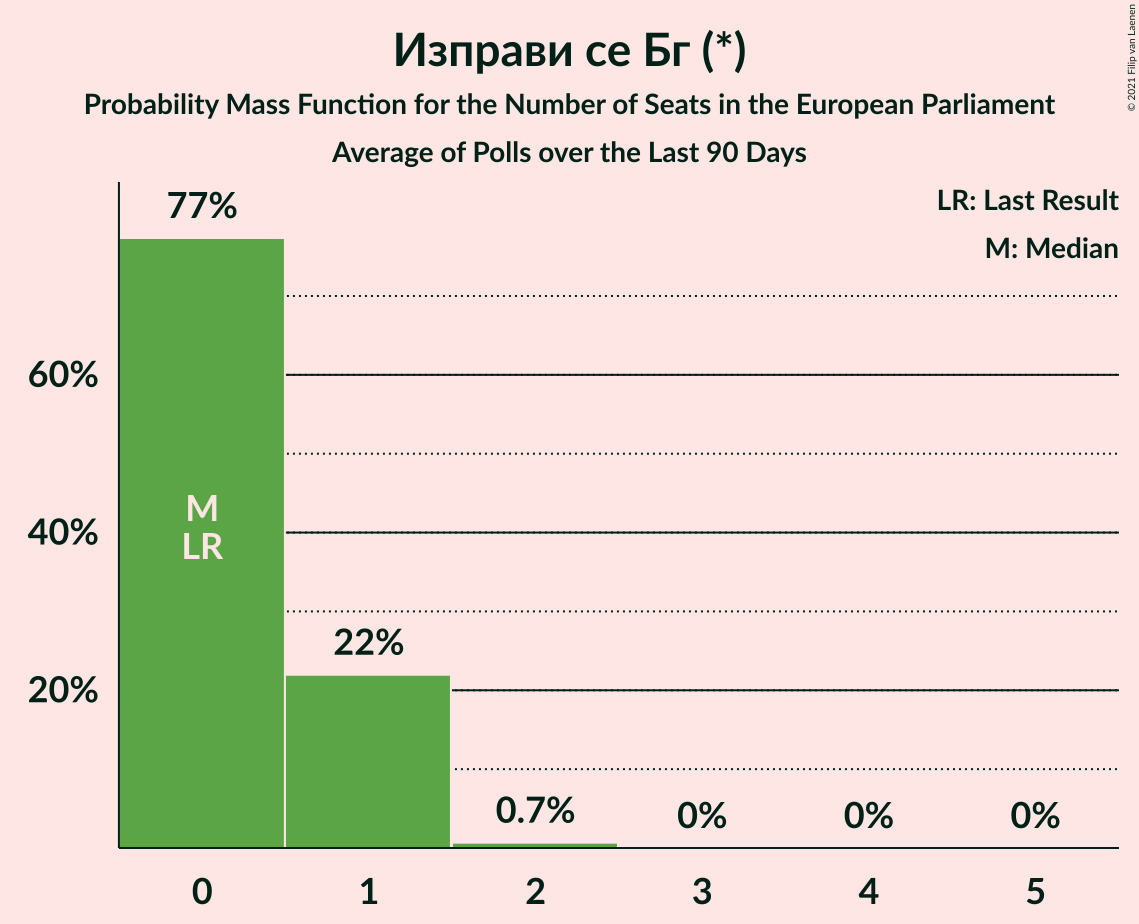 Изправи се Бг (*)
Probability Mass Function for the Number of Seats in the European Parliament
Average of Polls over the Last 90 Days
© 2021 Filip van Laenen
LR: Last Result
M: Median
77%
60%
40%
20%
M
LR
22%
0.7%
0%
0%
0%
0
1
2
3
4
5